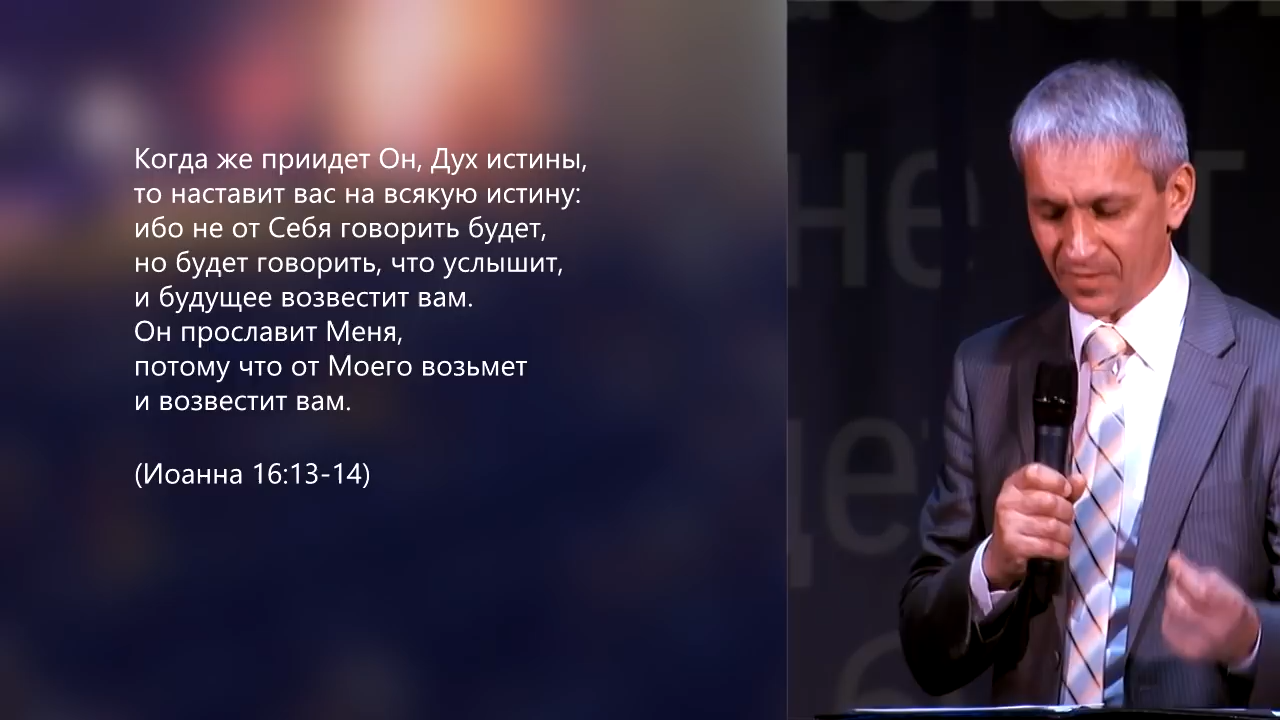 Когда же приидет Он, Дух истины,
то наставит вас на всякую истину:
ибо не от Себя говорить будет,
но будет говорить, что услышит,
и будущее возвестит вам.
Он прославит Меня,
потому что от Моего возьмет
и возвестит вам.
(Иоанна 16:13-14)
не